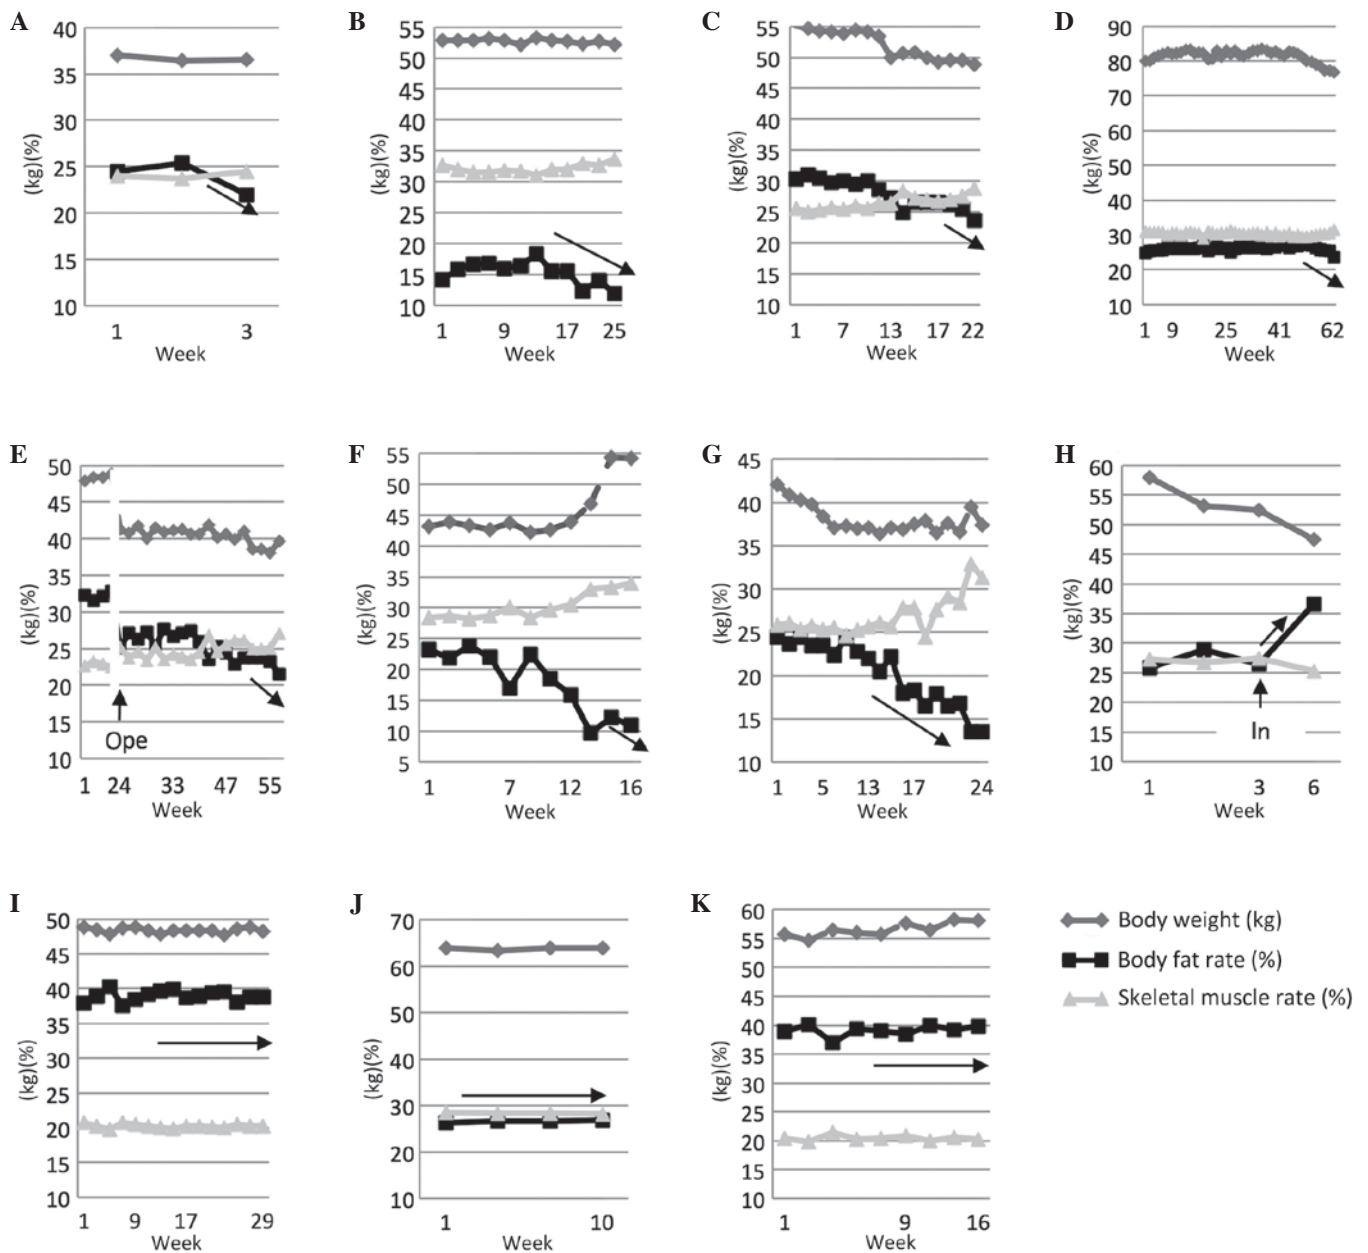 A
(kg)(%)
40
35
30
25
20
15
10
1 3
Week
B
(kg)(%)
55
50
45
40
35
30
25
20
15
10
1 9 17 25
Week
C
(kg)(%)
55
50
45
40
35
30
25
20
15
10
1 7 13 17 22
Week
D
(kg)(%)
90
80
70
60
50
40
30
20
10
1 9 25 41 62
Week
E
(kg)(%)
50
45
40
35
30
25
20
15
10
Ope
1 24 33 47 55
Week
F
(kg)(%)
55
50
45
40
35
30
25
20
15
10
5
1 7 12 16
Week
G
(kg)(%)
45
40
35
30
25
20
15
10
1 5 13 17 24
Week
H
(kg)(%)
60
55
50
45
40
35
30
25
20
15
10
In
1 3 6
Week
I
(kg)(%)
50
45
40
35
30
25
20
15
10
1 9 17 29
Week
J
(kg)(%)
70
60
50
40
30
20
10
1 10
Week
K
(kg)(%)
60
55
50
45
40
35
30
25
20
15
10
1 9 16
Week
Body weight (kg)
Body fat rate (%)
Skeletal muscle rate (%)